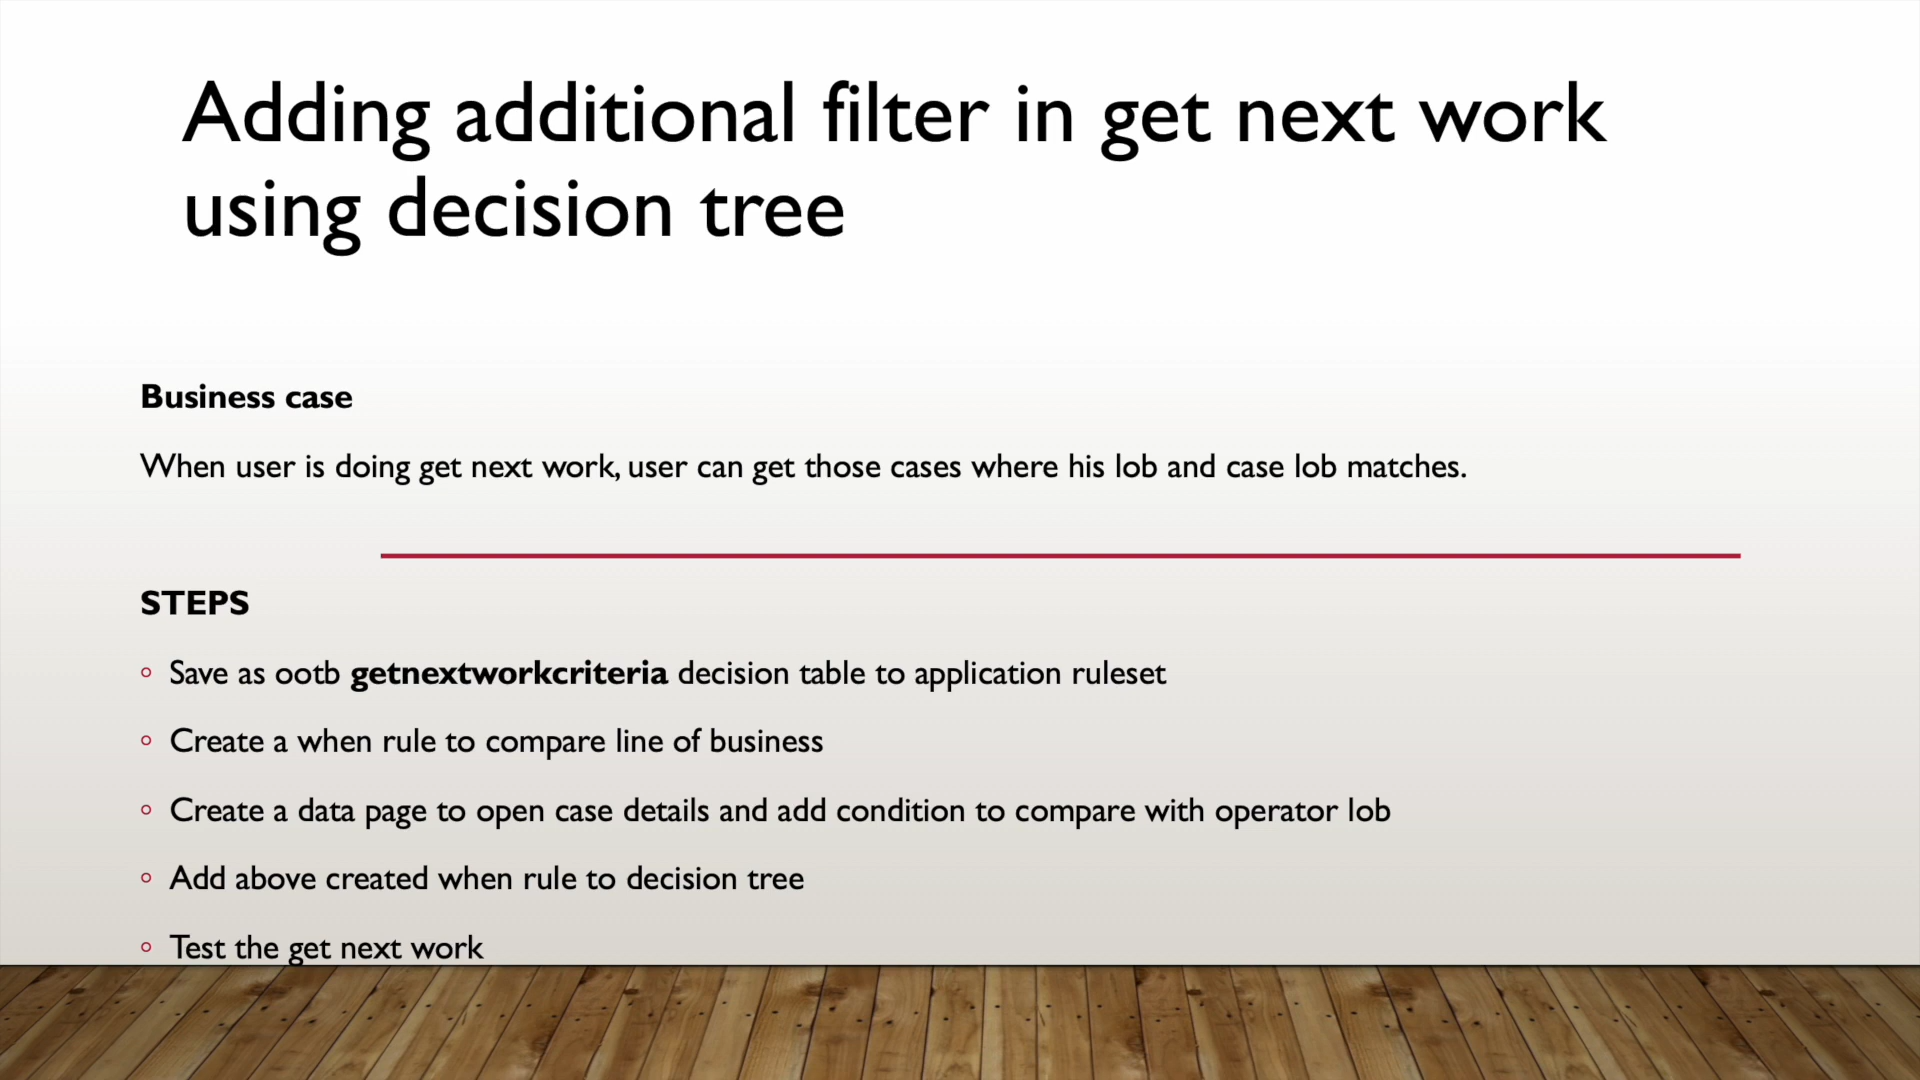 Adding additional filter in get next work
using decision tree
Business case
When user is doing get next work, user can get those cases where his lob and case lob matches.
STEPS
Save as ootb getnextworkcriteria decision table to application ruleset
Create a when rule to compare line of business
Create a data page to open case details and add condition to compare with operator lob
Add above created when rule to decision tree
Test the get next work